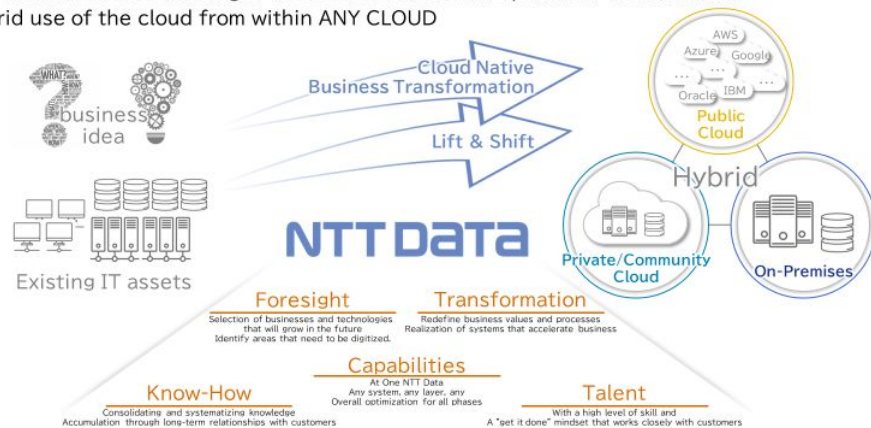 rid use of the cloud from within ANY CLOUD
WHAT?
business
idea
Existing IT assets
Cloud Native
Business Transformation
Lift & Shift
AWS
Azure
Google
...
...
...
Oracle
IBM
Public
Cloud
Hybrid
Private/Community
Cloud
On-Premises
NTT DATA
Foresight
Selection of businesses and technologies
that will grow in the future
Identify areas that need to be digitized.
Transformation
Redefine business values and processes
Realization of systems that accelerate business
Capabilities
At One NTT Data
Any system, any layer, any
Overall optimization for all phases
Know-How
Consolidating and systematizing knowledge
Accumulation through long-term relationships with customers
Talent
With a high level of skill and
A "get it done" mindset that works closely with customers